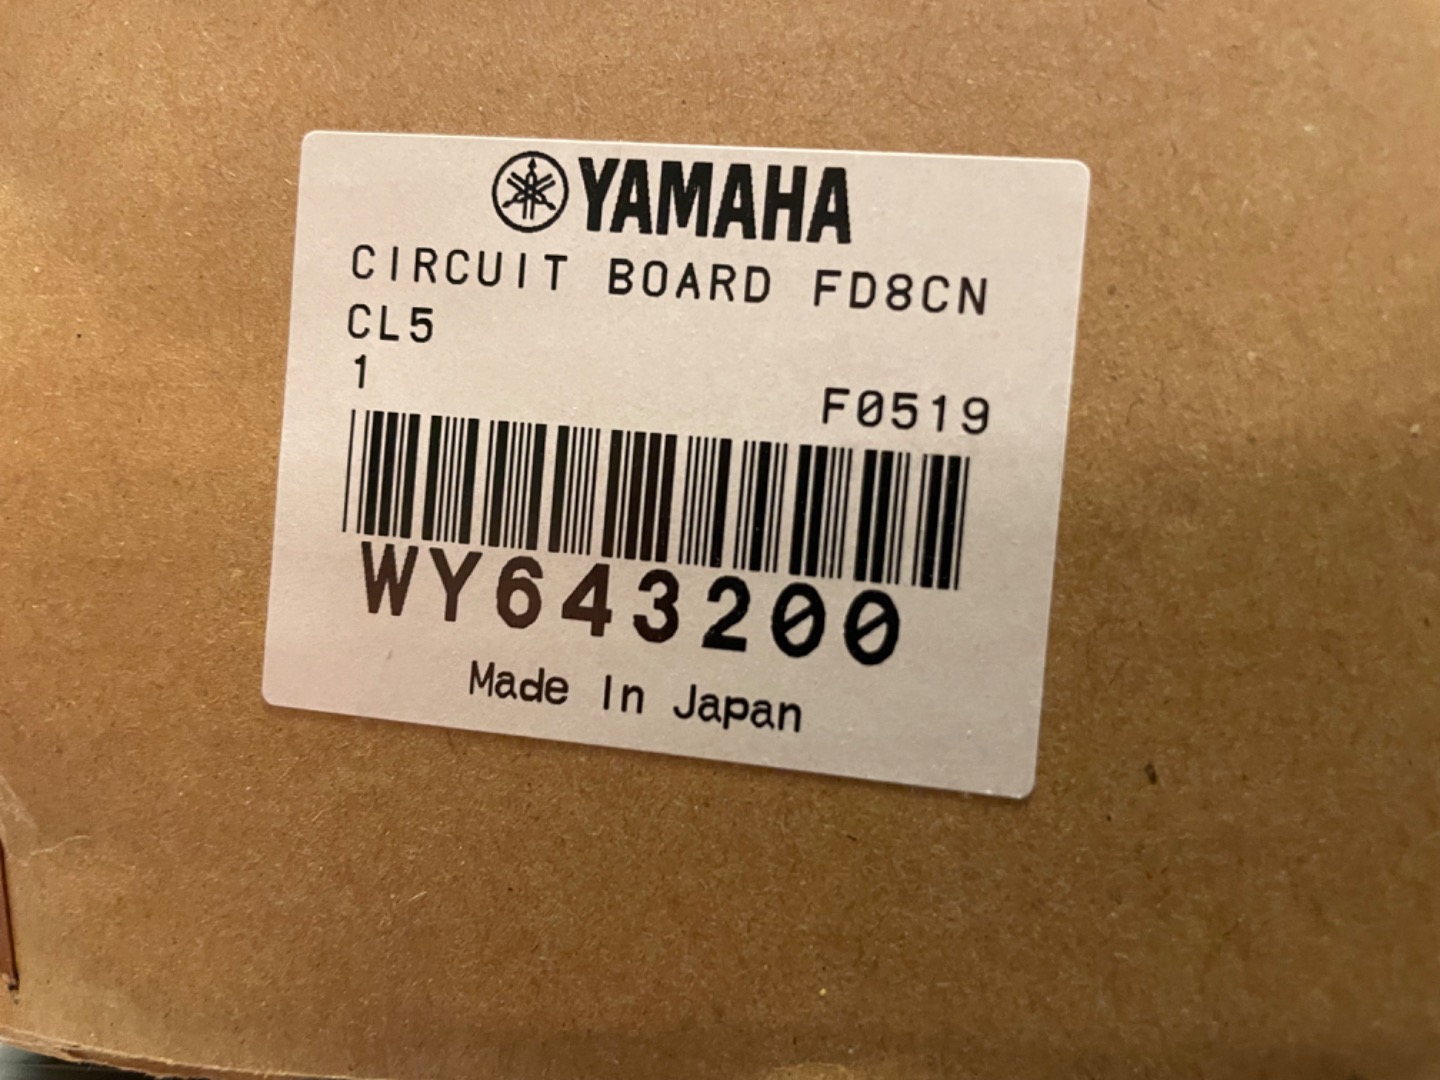 YAMAHA
CIRCUIT BOARD FD8CN
CL5
1
F0519
WY643200
Made In Japan